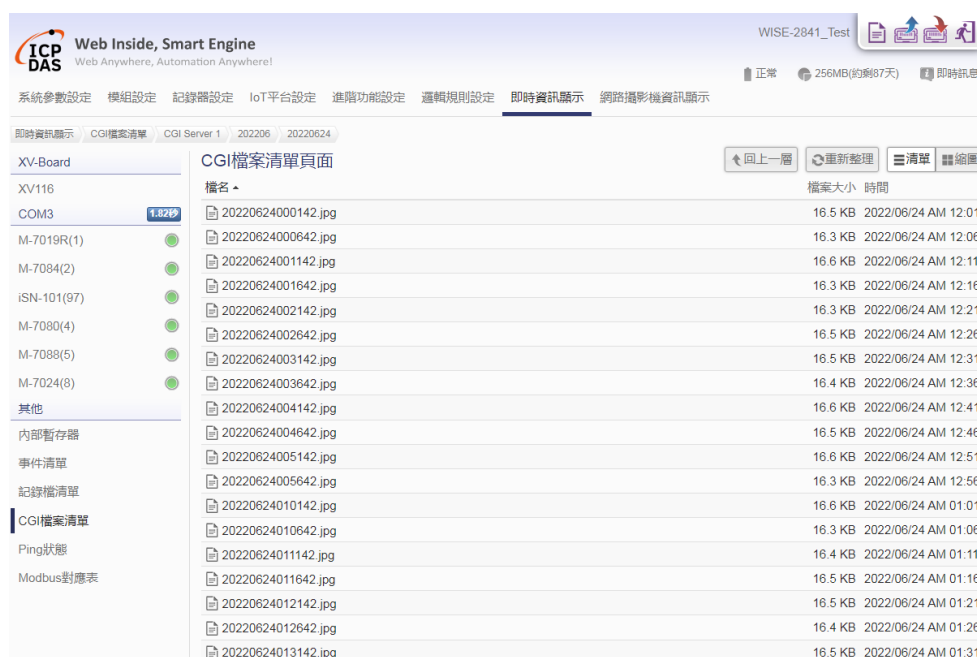 ICP DAS
Web Inside, Smart Engine
Web Anywhere, Automation Anywhere!
WISE-2841_Test
正常 256MB(約剩87天) 即時訊息
系統參數設定 模組設定 記錄器設定 IoT平台設定 進階功能設定 邏輯規則設定 即時資訊顯示 網路攝影機資訊顯示
即時資訊顯示 CGI檔案清單 CGI Server 1 202206 20220624
XV-Board
XV116
COM3 1.82秒
M-7019R(1)
M-7084(2)
iSN-101(97)
M-7080(4)
M-7088(5)
M-7024(8)
其他
內部暫存器
事件清單
記錄檔清單
CGI檔案清單
Ping狀態
Modbus對應表
CGI檔案清單頁面
回上一層 重新整理 清單 縮圖
檔名 檔案大小 時間
20220624000142.jpg 16.5 KB 2022/06/24 AM 12:01
20220624000642.jpg 16.3 KB 2022/06/24 AM 12:06
20220624001142.jpg 16.6 KB 2022/06/24 AM 12:11
20220624001642.jpg 16.3 KB 2022/06/24 AM 12:16
20220624002142.jpg 16.3 KB 2022/06/24 AM 12:21
20220624002642.jpg 16.5 KB 2022/06/24 AM 12:26
20220624003142.jpg 16.5 KB 2022/06/24 AM 12:31
20220624003642.jpg 16.4 KB 2022/06/24 AM 12:36
20220624004142.jpg 16.6 KB 2022/06/24 AM 12:41
20220624004642.jpg 16.5 KB 2022/06/24 AM 12:46
20220624005142.jpg 16.6 KB 2022/06/24 AM 12:51
20220624005642.jpg 16.3 KB 2022/06/24 AM 12:56
20220624010142.jpg 16.6 KB 2022/06/24 AM 01:01
20220624010642.jpg 16.3 KB 2022/06/24 AM 01:06
20220624011142.jpg 16.4 KB 2022/06/24 AM 01:11
20220624011642.jpg 16.5 KB 2022/06/24 AM 01:16
20220624012142.jpg 16.5 KB 2022/06/24 AM 01:21
20220624012642.jpg 16.4 KB 2022/06/24 AM 01:26
20220624013142.jpg 16.5 KB 2022/06/24 AM 01:31